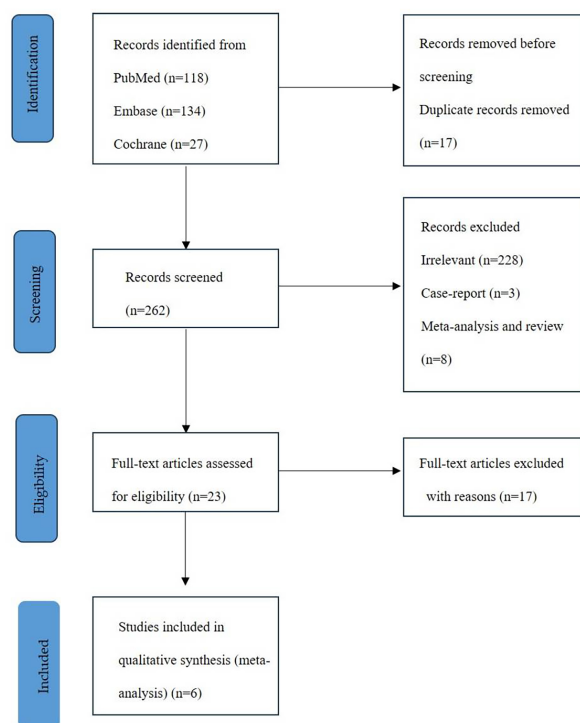 Identification
Records identified from
PubMed (n=118)
Embase (n=134)
Cochrane (n=27)
Records removed before
screening
Duplicate records removed
(n=17)
Screening
Records screened
(n=262)
Records excluded
Irrelevant (n=228)
Case-report (n=3)
Meta-analysis and review
(n=8)
Eligibility
Full-text articles assessed
for eligibility (n=23)
Full-text articles excluded
with reasons (n=17)
Included
Studies included in
qualitative synthesis (meta-
analysis) (n=6)